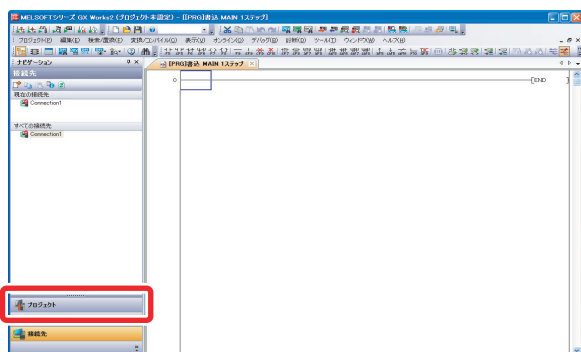 MELSOFTシリーズ GX Works2 (プロジェクト未設定) - [[PRG]書込 MAIN 1ステップ]
プロジェクト(P) 編集(E) 検索/置換(F) 変換/コンパイル(C) 表示(V) オンライン(O) デバッグ(B) 診断(D) ツール(T) ウィンドウ(W) ヘルプ(H)
ナビゲーション
[PRG]書込 MAIN 1ステップ
接続先
0
[END ]
現在の接続先
Connection1
すべての接続先
Connection1
プロジェクト
接続先